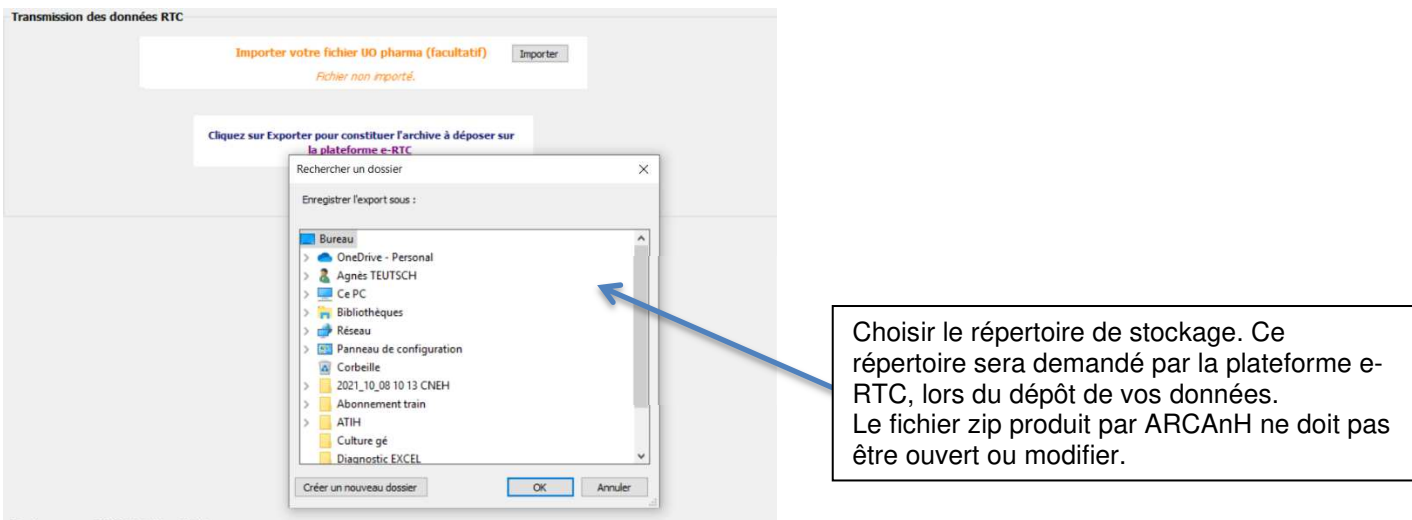 Transmission des données RTC
Importer votre fichier UO pharma (facultatif)
Importer
Fichier non importé.
Cliquez sur Exporter pour constituer l'archive à déposer sur
la plateforme e-RTC
Rechercher un dossier
Enregistrer l'export sous :
Bureau
OneDrive - Personal
Agnès TEUTSCH
Ce PC
Bibliothèques
Réseau
Panneau de configuration
Corbeille
2021_10_08 10 13 CNEH
Abonnement train
ATIH
Culture gé
Diagnostic EXCEL
Créer un nouveau dossier
OK
Annuler
Choisir le répertoire de stockage. Ce
répertoire sera demandé par la plateforme e-
RTC, lors du dépôt de vos données.
Le fichier zip produit par ARCAnH ne doit pas
être ouvert ou modifier.